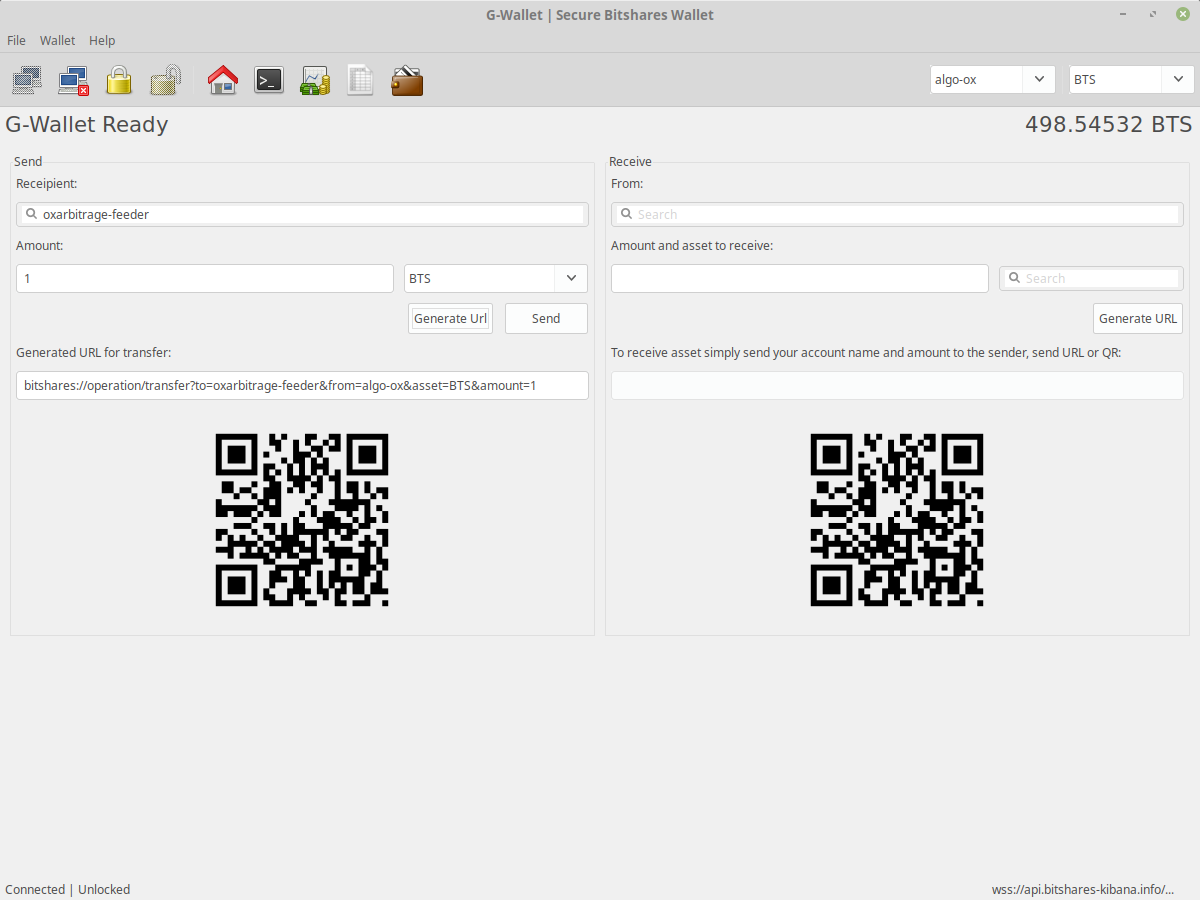 G-Wallet | Secure Bitshares Wallet
File Wallet Help
>_
algo-ox BTS
G-Wallet Ready 498.54532 BTS
Send
Receipient:
oxarbitrage-feeder
Amount:
1 BTS
Generate Url Send
Generated URL for transfer:
bitshares://operation/transfer?to=oxarbitrage-feeder&from=algo-ox&asset=BTS&amount=1
Receive
From:
Search
Amount and asset to receive:
Search
Generate URL
To receive asset simply send your account name and amount to the sender, send URL or QR:
Connected | Unlocked wss://api.bitshares-kibana.info/...